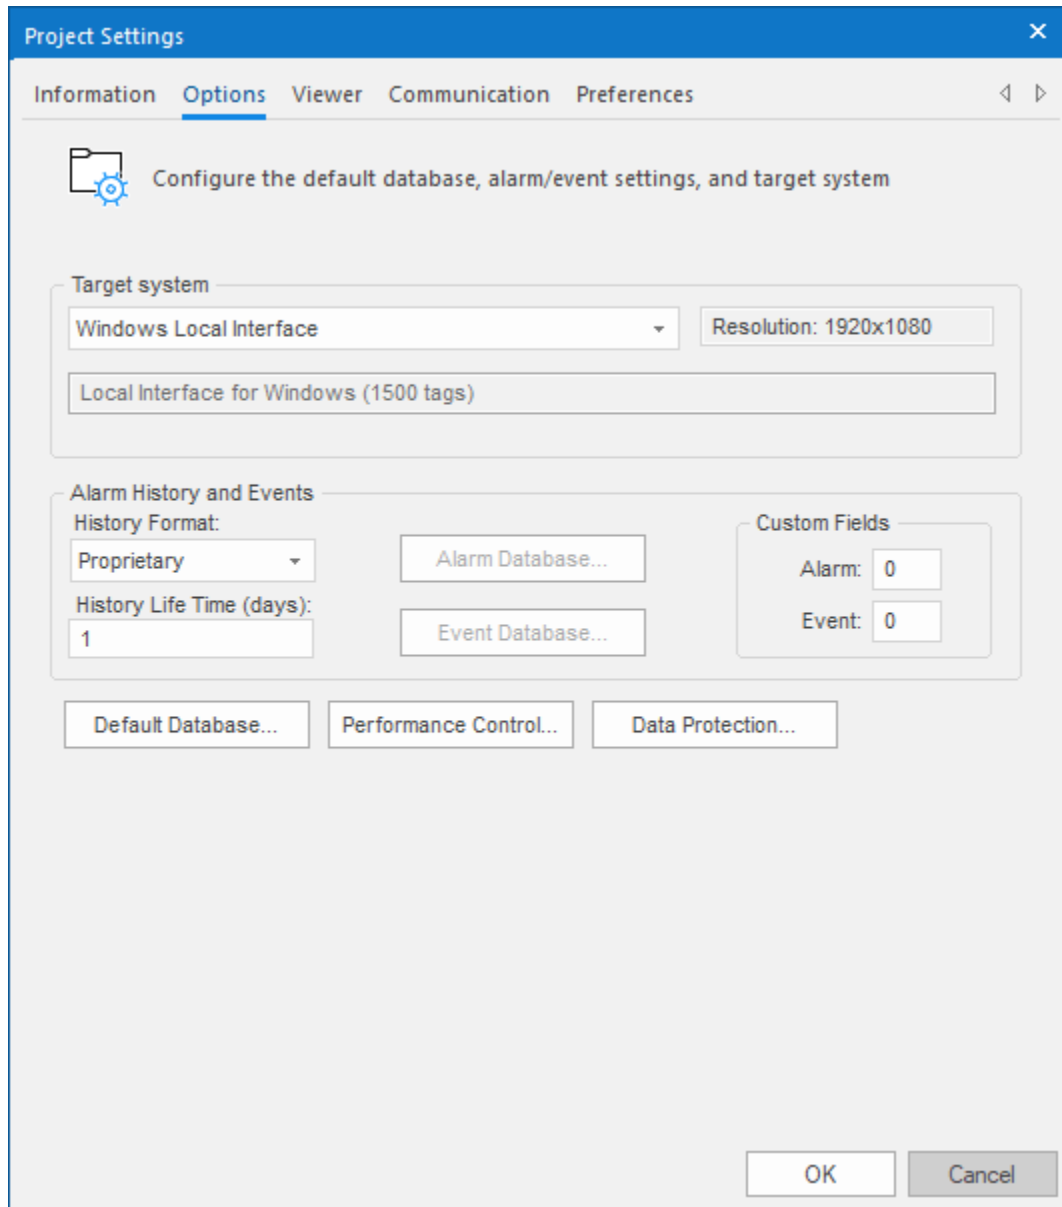 Project Settings
Information Options Viewer Communication Preferences
Configure the default database, alarm/event settings, and target system
Target system
Windows Local Interface
Resolution: 1920x1080
Local Interface for Windows (1500 tags)
Alarm History and Events
History Format:
Proprietary
Alarm Database...
History Life Time (days):
1
Event Database...
Custom Fields
Alarm: 0
Event: 0
Default Database... Performance Control... Data Protection...
OK Cancel